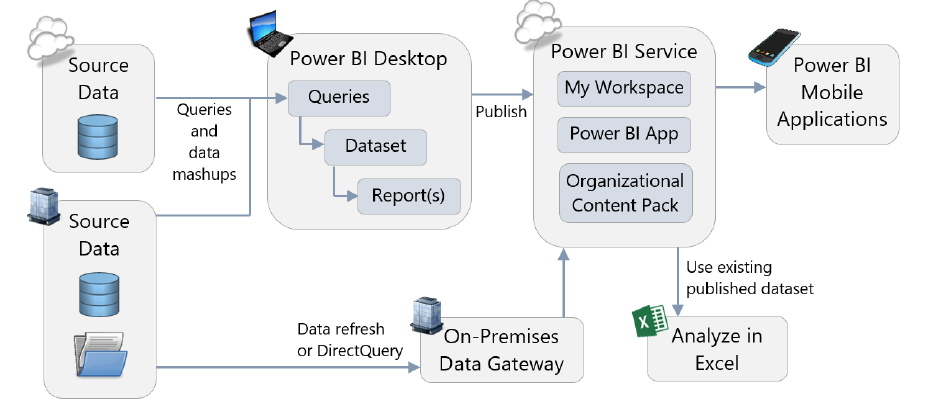 Source
Data
Queries
and
data
mashups
Source
Data
Power BI Desktop
Queries
Dataset
Report(s)
Publish
Power BI Service
My Workspace
Power BI App
Organizational
Content Pack
Power BI
Mobile
Applications
Data refresh
or DirectQuery
On-Premises
Data Gateway
Use existing
published dataset
X
Analyze in
Excel